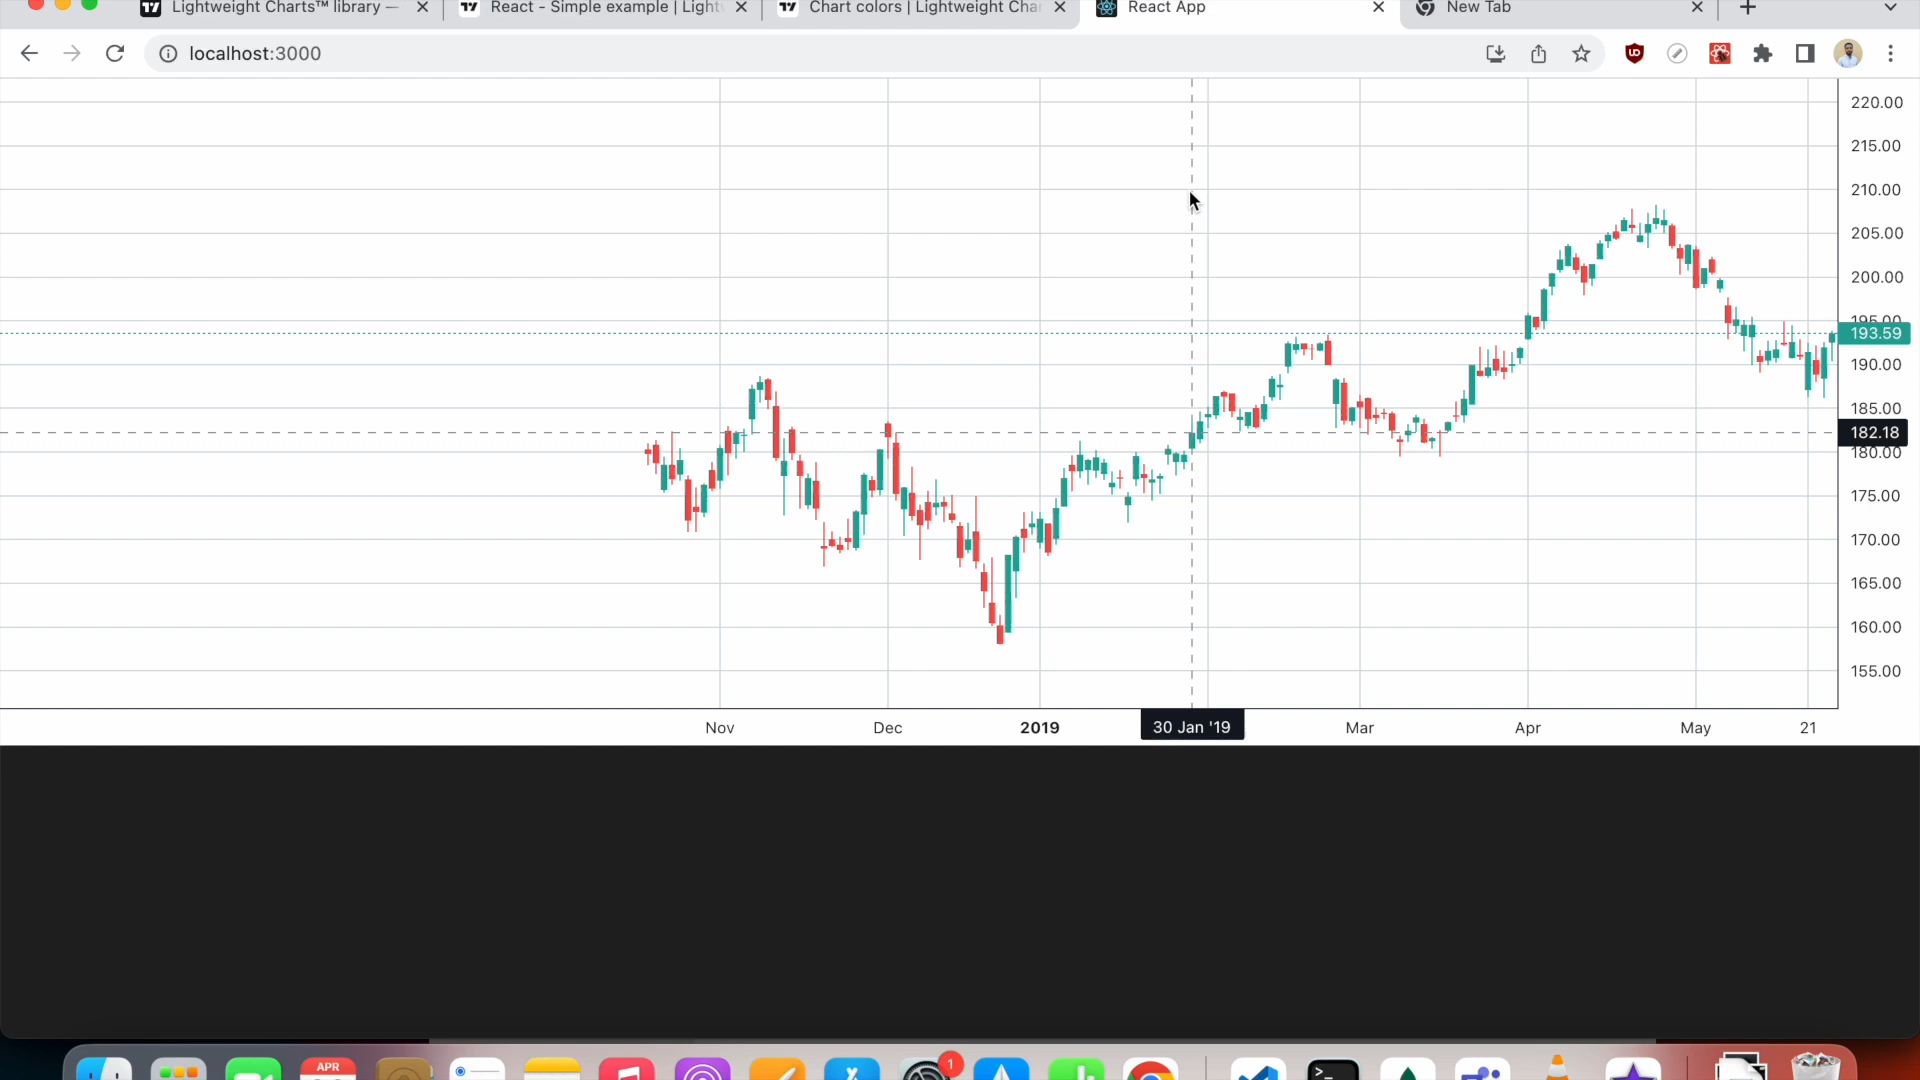 Lightweight Charts™ library —
React - Simple example | Light
Chart colors | Lightweight Char
React App
New Tab
localhost:3000
220.00
215.00
210.00
205.00
200.00
195.00
193.59
190.00
185.00
182.18
180.00
175.00
170.00
165.00
160.00
155.00
Nov Dec 2019 30 Jan '19 Mar Apr May 21
APR
1